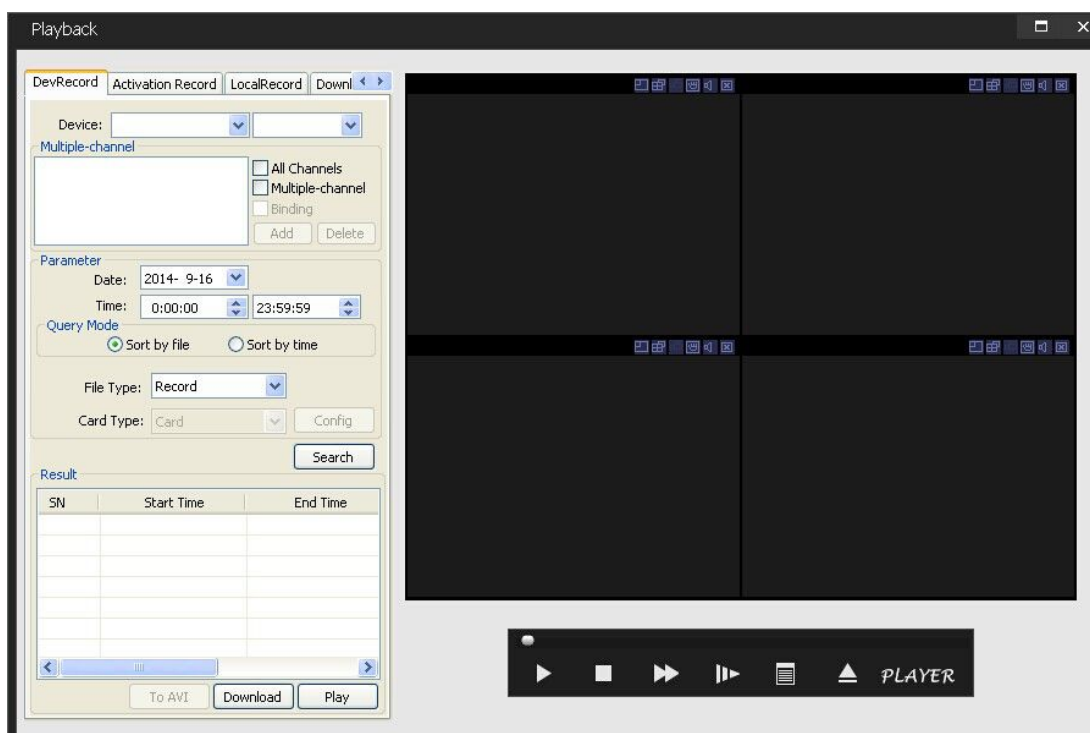 Playback
DevRecord Activation Record LocalRecord Downl
Device:
Multiple-channel
All Channels
Multiple-channel
Binding
Add Delete
Parameter
Date: 2014- 9-16
Time: 0:00:00 23:59:59
Query Mode
Sort by file Sort by time
File Type: Record
Card Type: Card Config
Search
Result
SN Start Time End Time
To AVI Download Play
PLAYER